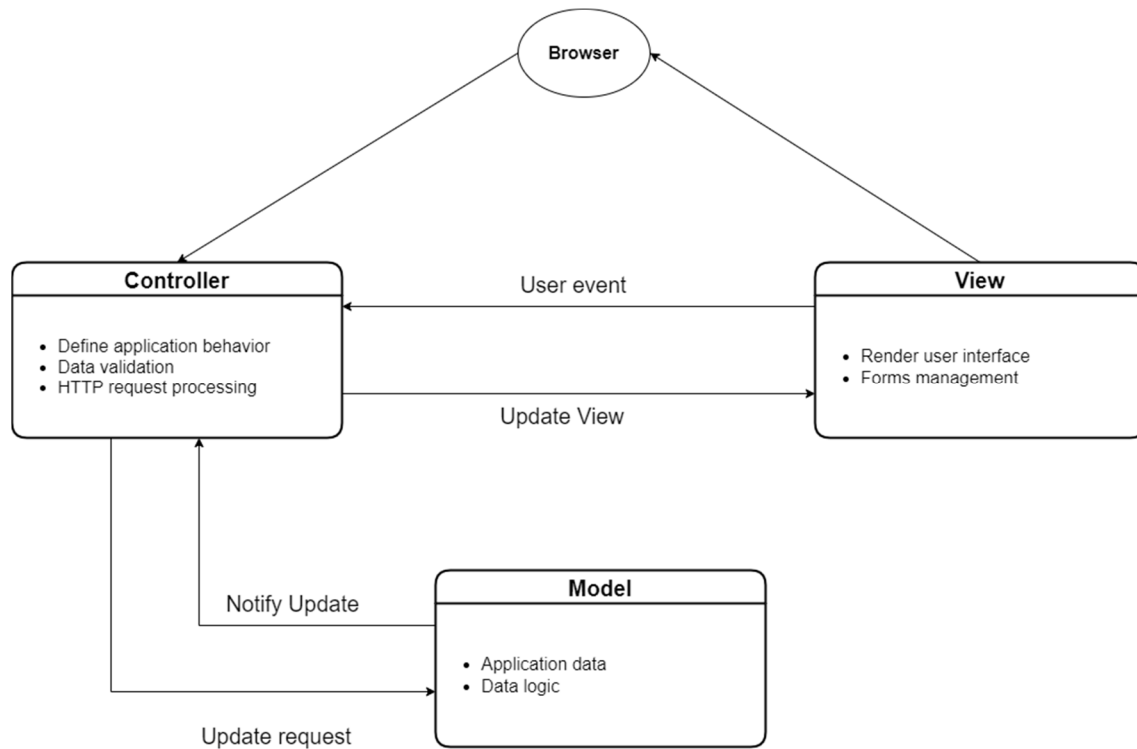 Browser
Controller
User event
View
Define application behavior
Data validation
HTTP request processing
Render user interface
Forms management
Update View
Model
Notify Update
Application data
Data logic
Update request